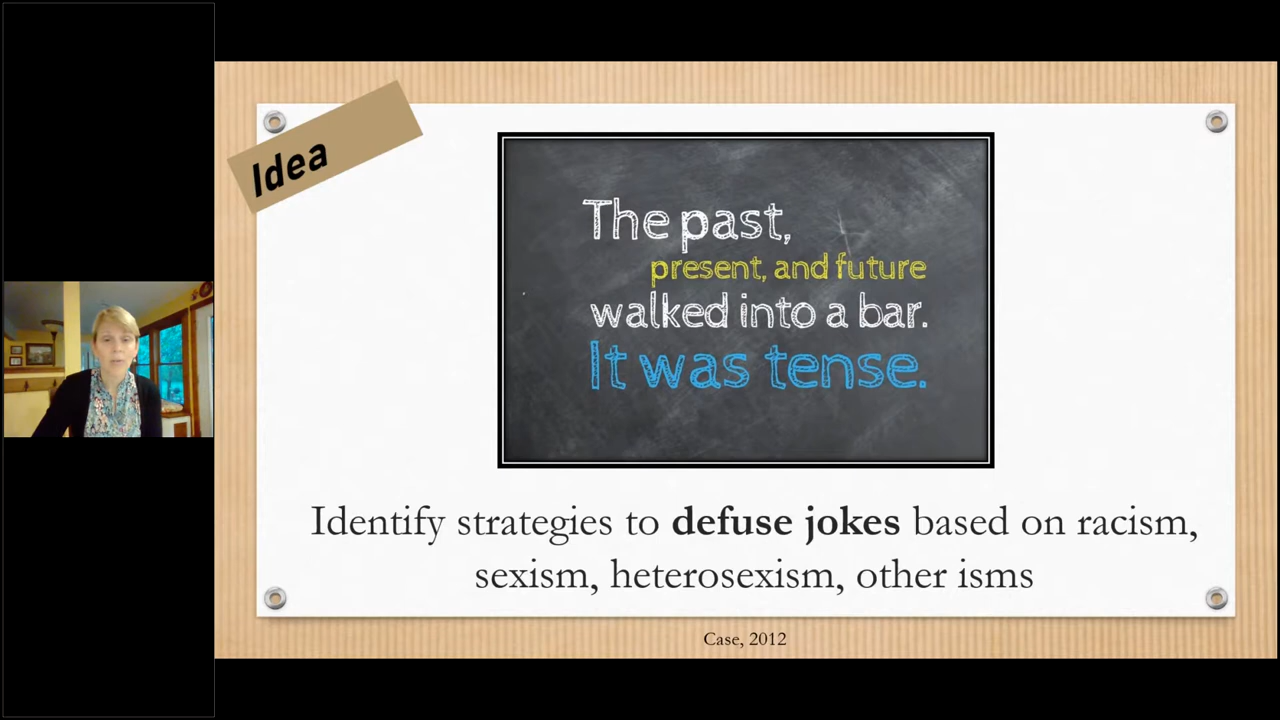 Idea
The past,
present, and future
walked into a bar.
It was tense.
Identify strategies to defuse jokes based on racism,
sexism, heterosexism, other isms
Case, 2012